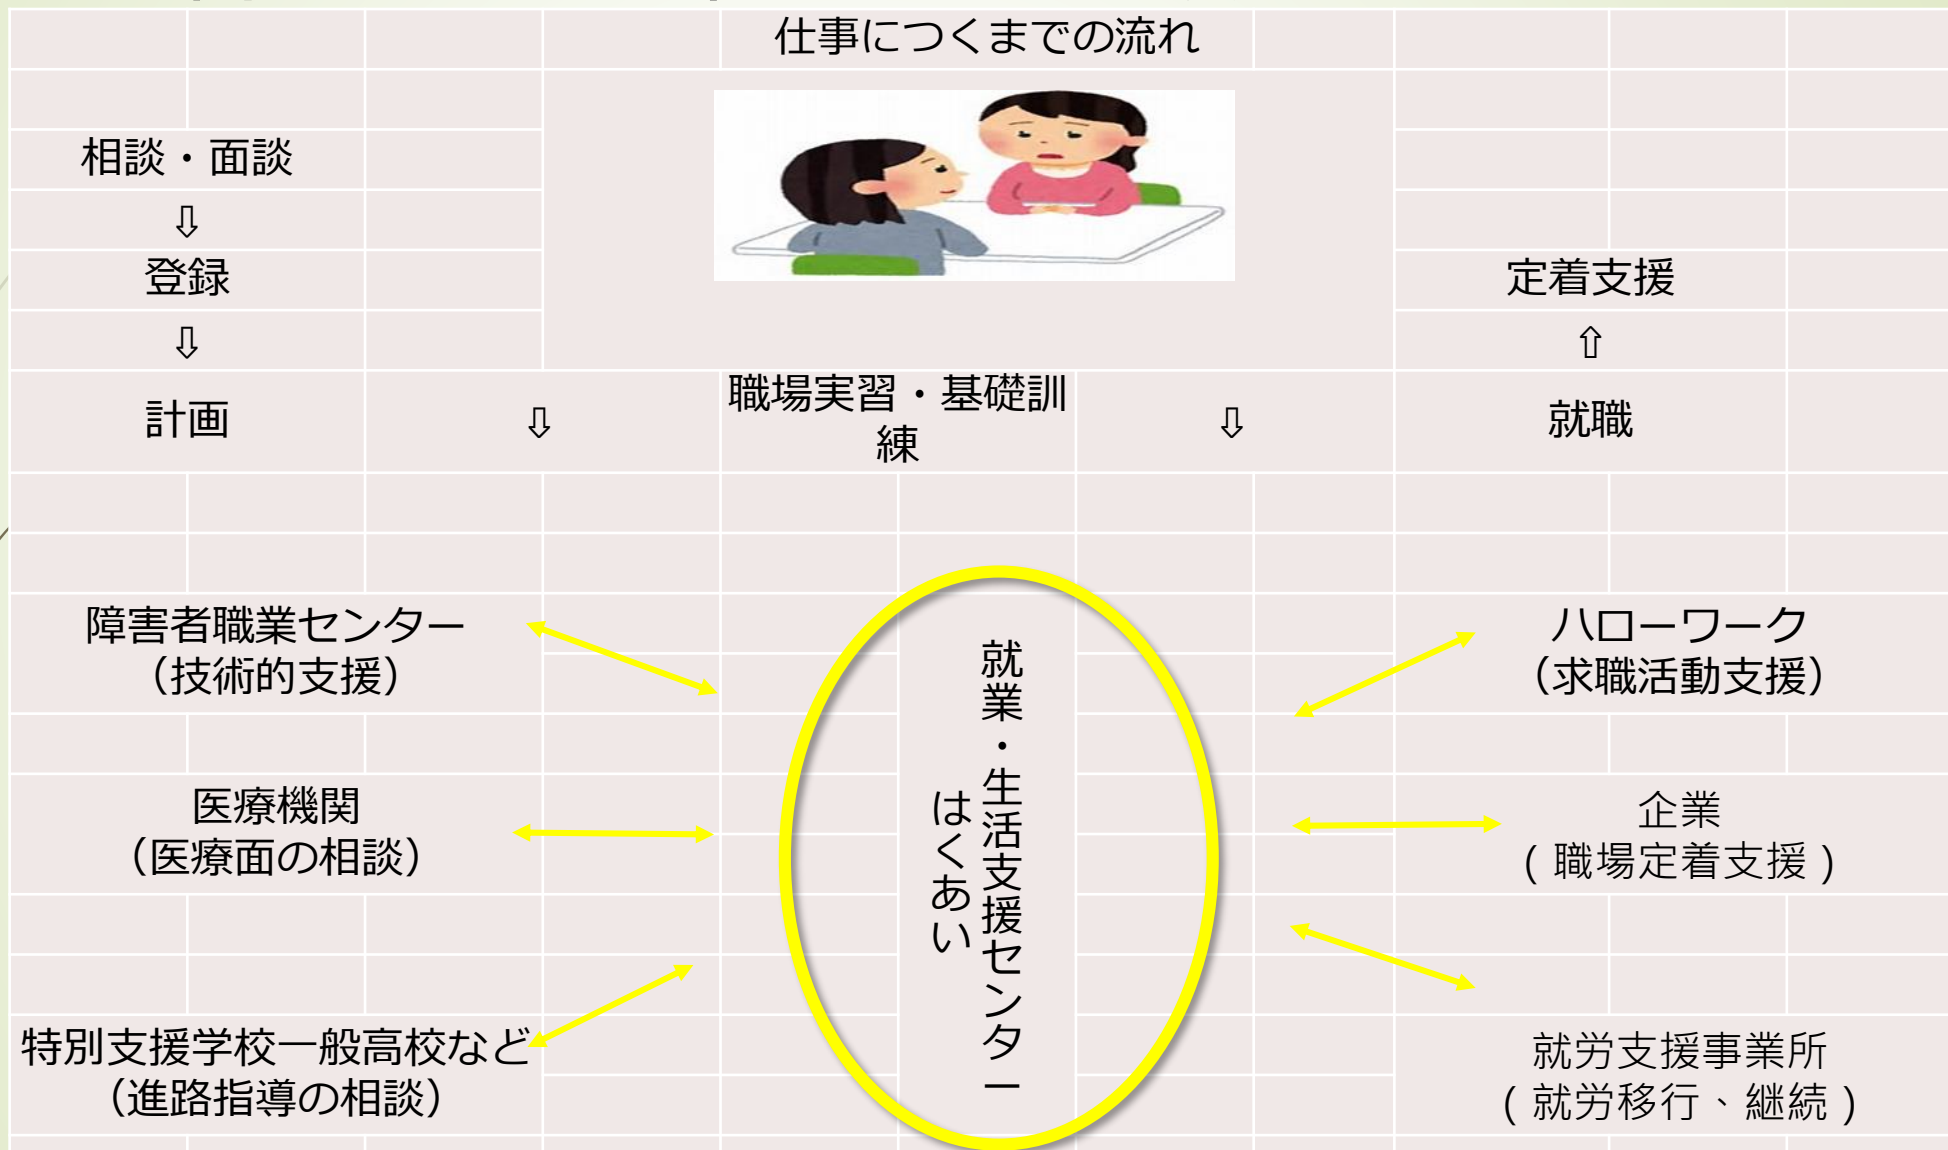 仕事につくまでの流れ
相談・面談
⇩
登録
⇩
計画
⇩
職場実習・基礎訓
練
⇩
就職
⇧
定着支援
障害者職業センター
（技術的支援）
医療機関
（医療面の相談）
特別支援学校一般高校など
（進路指導の相談）
就業・生活支援センター
はくあい
ハローワーク
（求職活動支援）
企業
(職場定着支援)
就労支援事業所
(就労移行、継続)